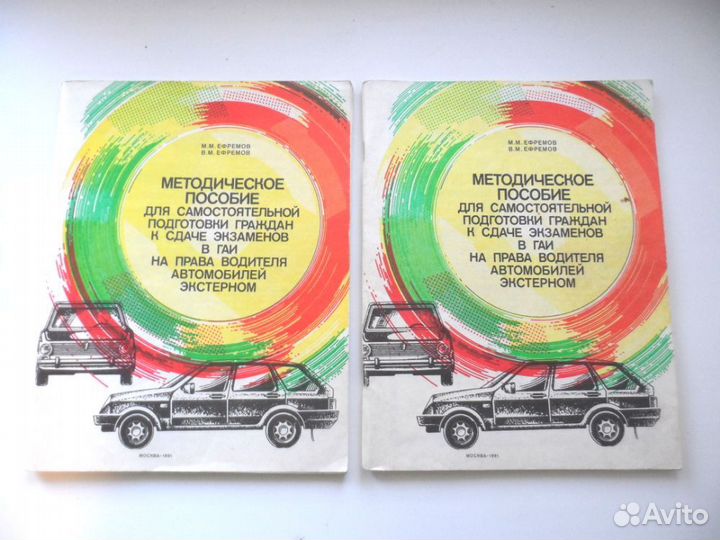 М.М. ЕФРЕМОВ
В.М. ЕФРЕМОВ
МЕТОДИЧЕСКОЕ
ПОСОБИЕ
ДЛЯ САМОСТОЯТЕЛЬНОЙ
ПОДГОТОВКИ ГРАЖДАН
К СДАЧЕ ЭКЗАМЕНОВ
В ГАИ
НА ПРАВА ВОДИТЕЛЯ
АВТОМОБИЛЕЙ
ЭКСТЕРНОМ
МОСКВА-1991
М.М. ЕФРЕМОВ
В.М. ЕФРЕМОВ
МЕТОДИЧЕСКОЕ
ПОСОБИЕ
ДЛЯ САМОСТОЯТЕЛЬНОЙ
ПОДГОТОВКИ ГРАЖДАН
К СДАЧЕ ЭКЗАМЕНОВ
В ГАИ
НА ПРАВА ВОДИТЕЛЯ
АВТОМОБИЛЕЙ
ЭКСТЕРНОМ
МОСКВА-1991
Avito